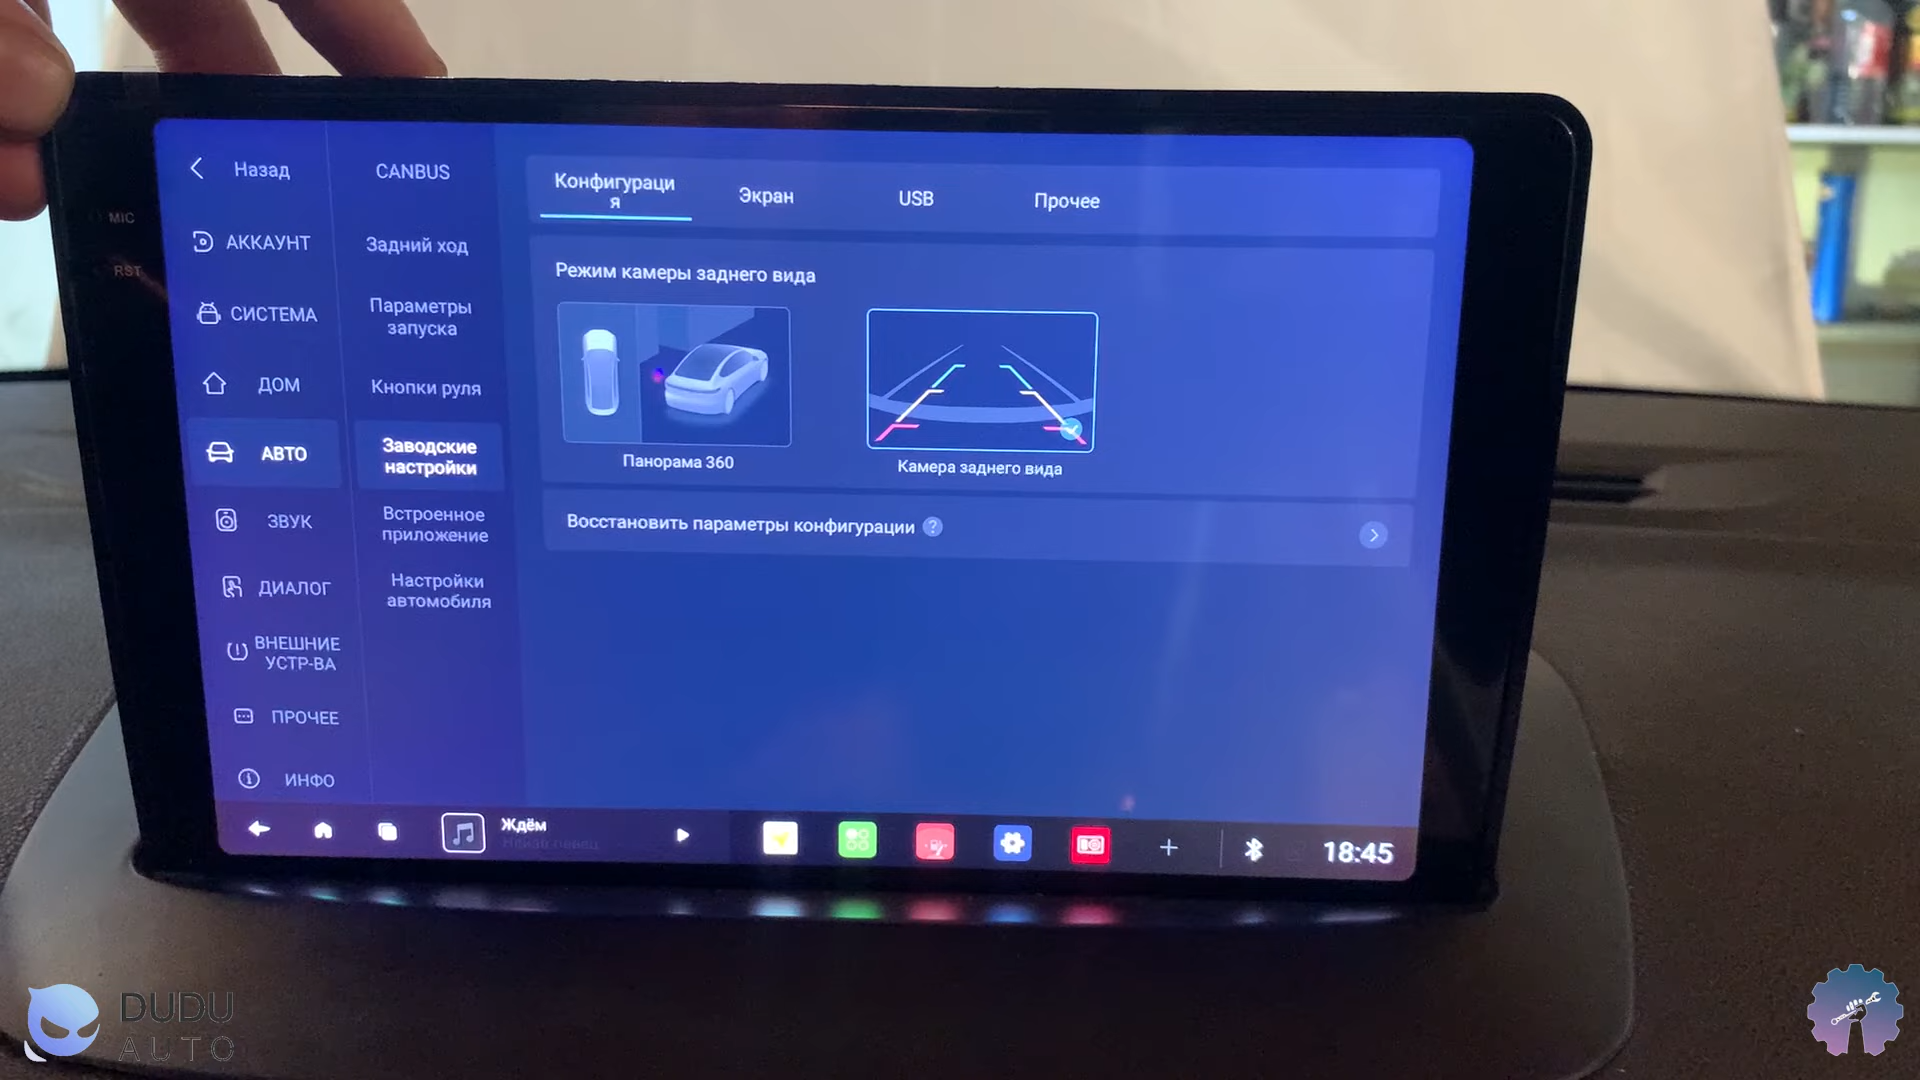 MIC
RST
Назад
АККАУНТ
СИСТЕМА
ДОМ
АВТО
ЗВУК
ДИАЛОГ
ВНЕШНИЕ
УСТР-ВА
ПРОЧЕЕ
ИНФО
CANBUS
Задний ход
Параметры
запуска
Кнопки руля
Заводские
настройки
Встроенное
приложение
Настройки
автомобиля
Конфигураци
я
Экран
USB
Прочее
Режим камеры заднего вида
Панорама 360
Камера заднего вида
Восстановить параметры конфигурации ?
Ждём
18:45
DUDU
AUTO